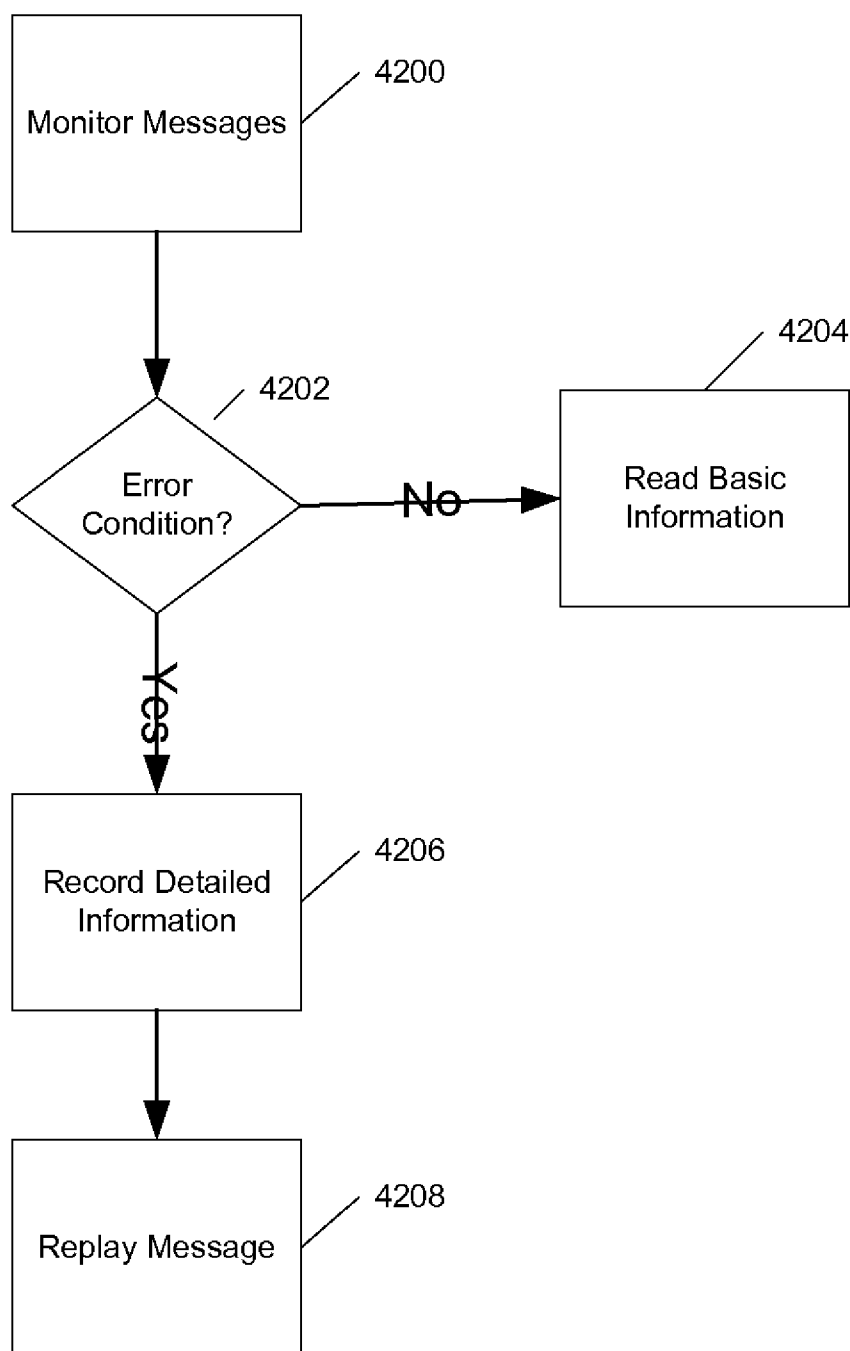 4200
Monitor Messages
4204
4202
Error
Condition?
No
Read Basic
Information
Yes
4206
Record Detailed
Information
4208
Replay Message